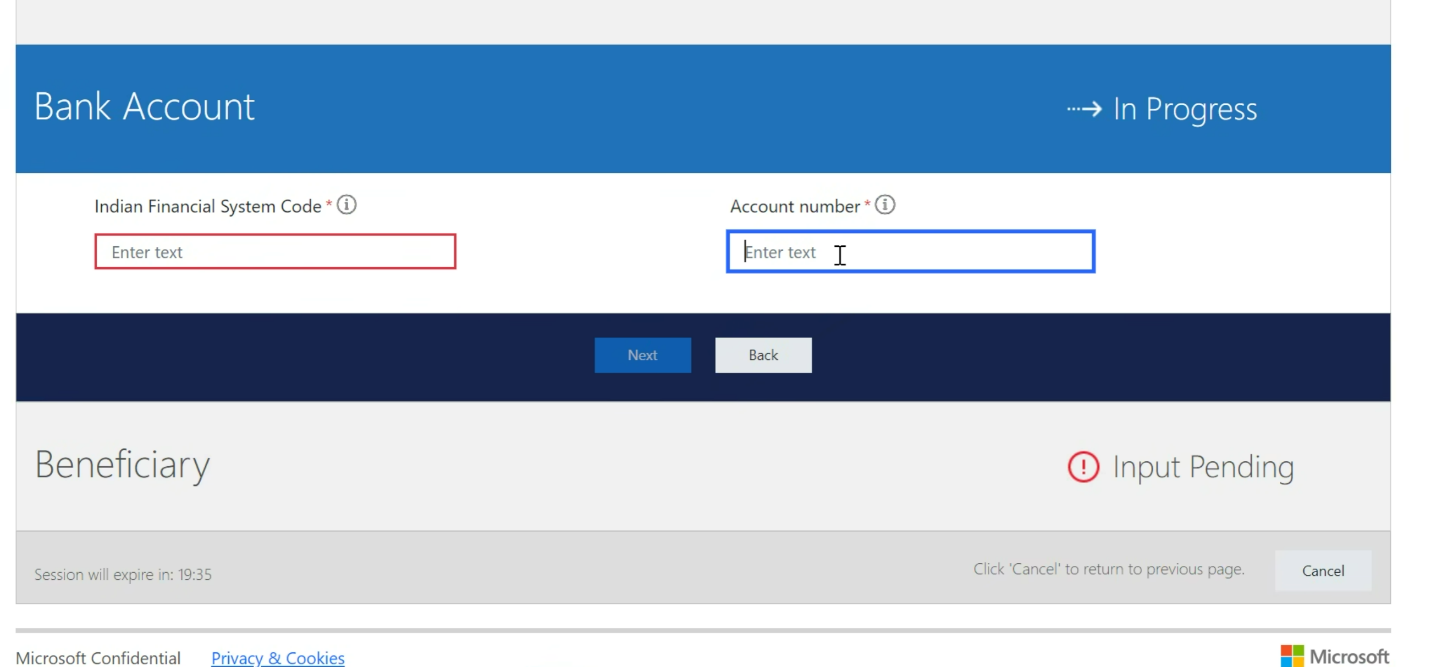 Bank Account
In Progress
Indian Financial System Code *
Account number *
Enter text
Enter text
Next
Back
Beneficiary
Input Pending
Session will expire in: 19:35
Click 'Cancel' to return to previous page.
Cancel
Microsoft Confidential
Privacy & Cookies
Microsoft